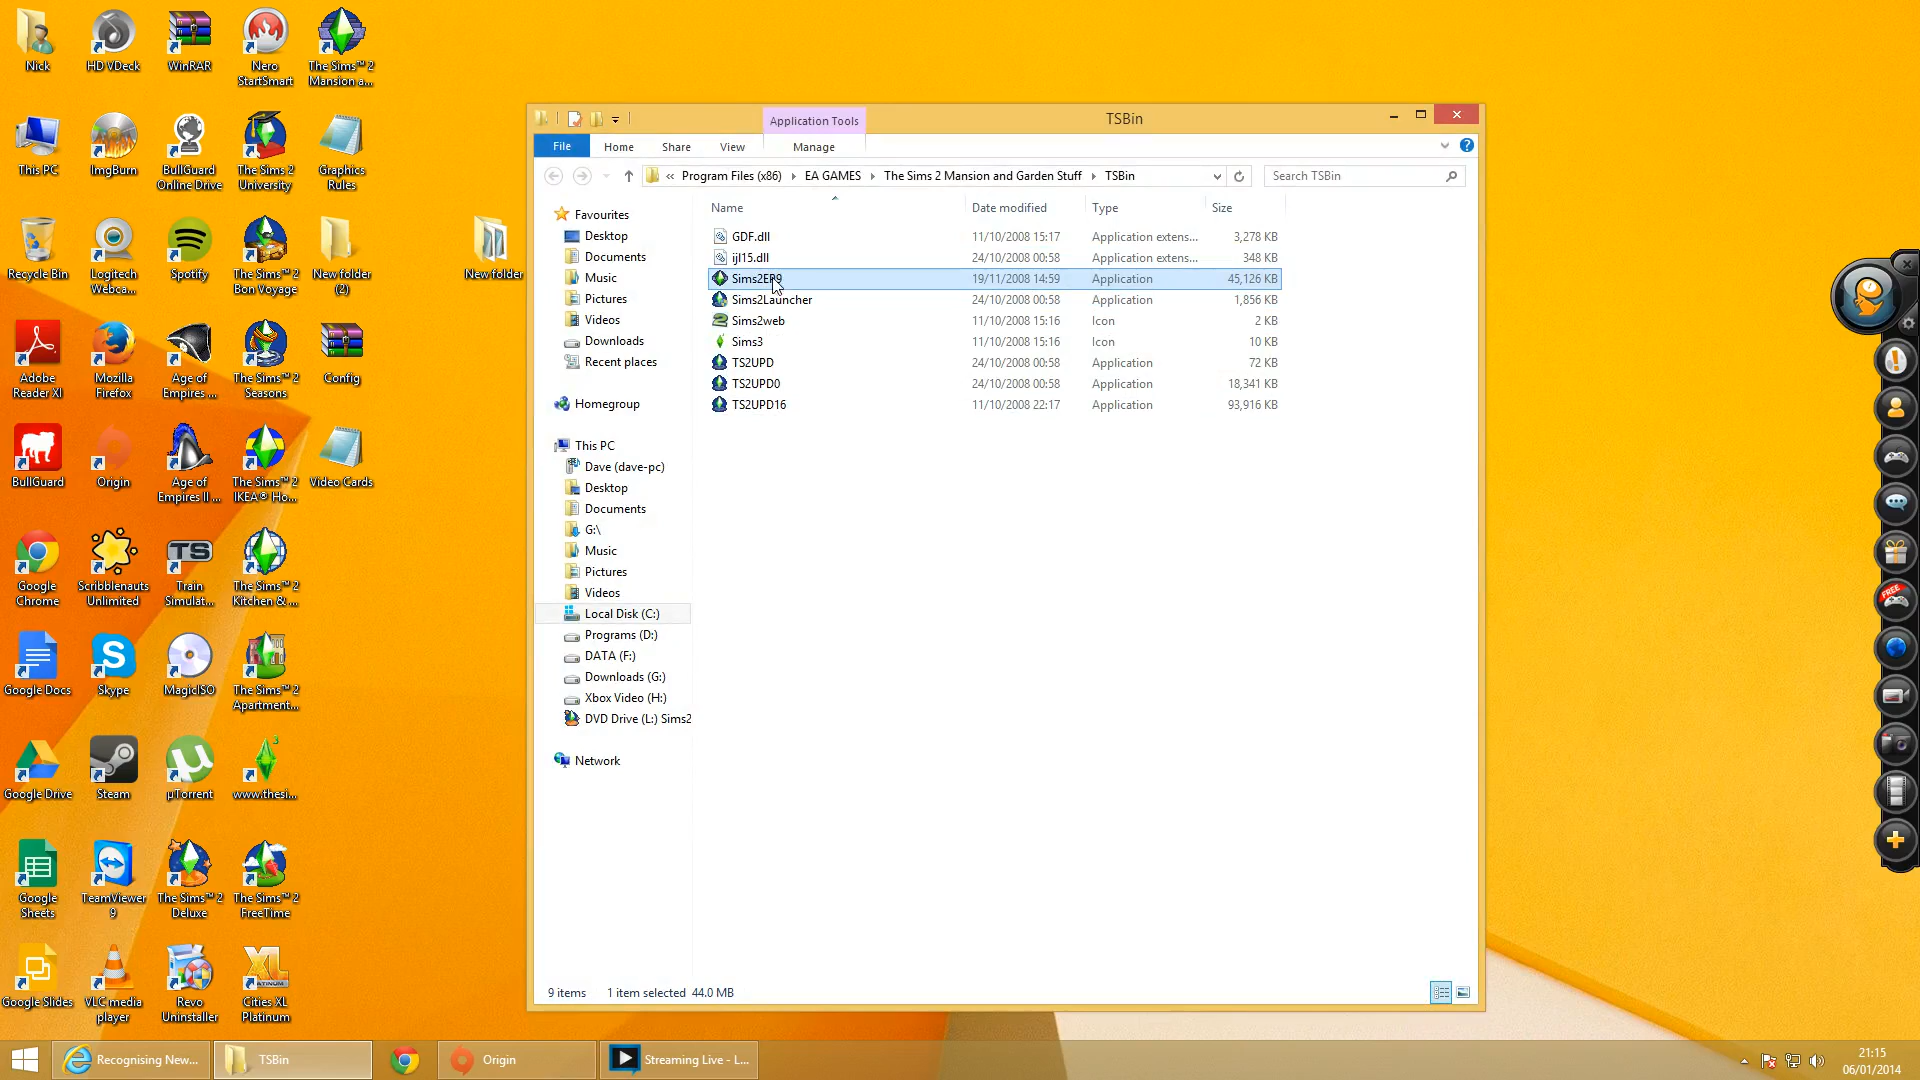 Nick
HD VDeck
WinRAR
Nero
StartSmart
The Sims™ 2
Mansion a...
This PC
ImgBurn
BullGuard
Online Drive
The Sims 2
University
Graphics
Rules
Recycle Bin
Logitech
Webca...
Spotify
The Sims™ 2
Bon Voyage
New folder
(2)
New folder
Adobe
Reader XI
Mozilla
Firefox
Age of
Empires ...
The Sims™ 2
Seasons
Config
BullGuard
Origin
Age of
Empires II ...
The Sims™ 2
IKEA® Ho...
Video Cards
Google
Chrome
Scribblenauts
Unlimited
TS
Train
Simulat...
The Sims™ 2
Kitchen & ...
Google Docs
Skype
MagicISO
The Sims™ 2
Apartment...
Google Drive
Steam
µTorrent
3
www.thesi...
Google
Sheets
TeamViewer
9
The Sims™ 2
Deluxe
The Sims™ 2
FreeTime
Google Slides
VLC media
player
Revo
Uninstaller
XL
PLATINUM
Cities XL
Platinum
Application Tools
TSBin
File
Home
Share
View
Manage
« Program Files (x86)
EA GAMES
The Sims 2 Mansion and Garden Stuff
TSBin
Search TSBin
Name
Date modified
Type
Size
GDF.dll 11/10/2008 15:17 Application extens... 3,278 KB
ijl15.dll 24/10/2008 00:58 Application extens... 348 KB
Sims2EP9 19/11/2008 14:59 Application 45,126 KB
Sims2Launcher 24/10/2008 00:58 Application 1,856 KB
Sims2web 11/10/2008 15:16 Icon 2 KB
Sims3 11/10/2008 15:16 Icon 10 KB
TS2UPD 24/10/2008 00:58 Application 72 KB
TS2UPD0 24/10/2008 00:58 Application 18,341 KB
TS2UPD16 11/10/2008 22:17 Application 93,916 KB
Favourites
Desktop
Documents
Music
Pictures
Videos
Downloads
Recent places
Homegroup
This PC
Dave (dave-pc)
Desktop
Documents
G:\
Music
Pictures
Videos
Local Disk (C:)
Programs (D:)
DATA (F:)
Downloads (G:)
Xbox Video (H:)
DVD Drive (L:) Sims2
Network
9 items
1 item selected 44.0 MB
FREE
Recognising New...
TSBin
Origin
Streaming Live - L...
21:15
06/01/2014